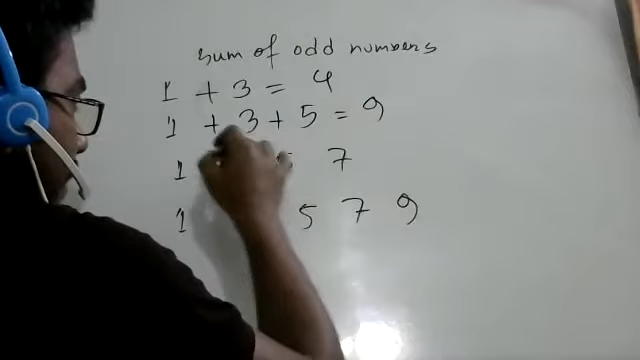 sum of odd numbers
1 + 3 = 4
1 + 3 + 5 = 9
1 7
1 5 7 9